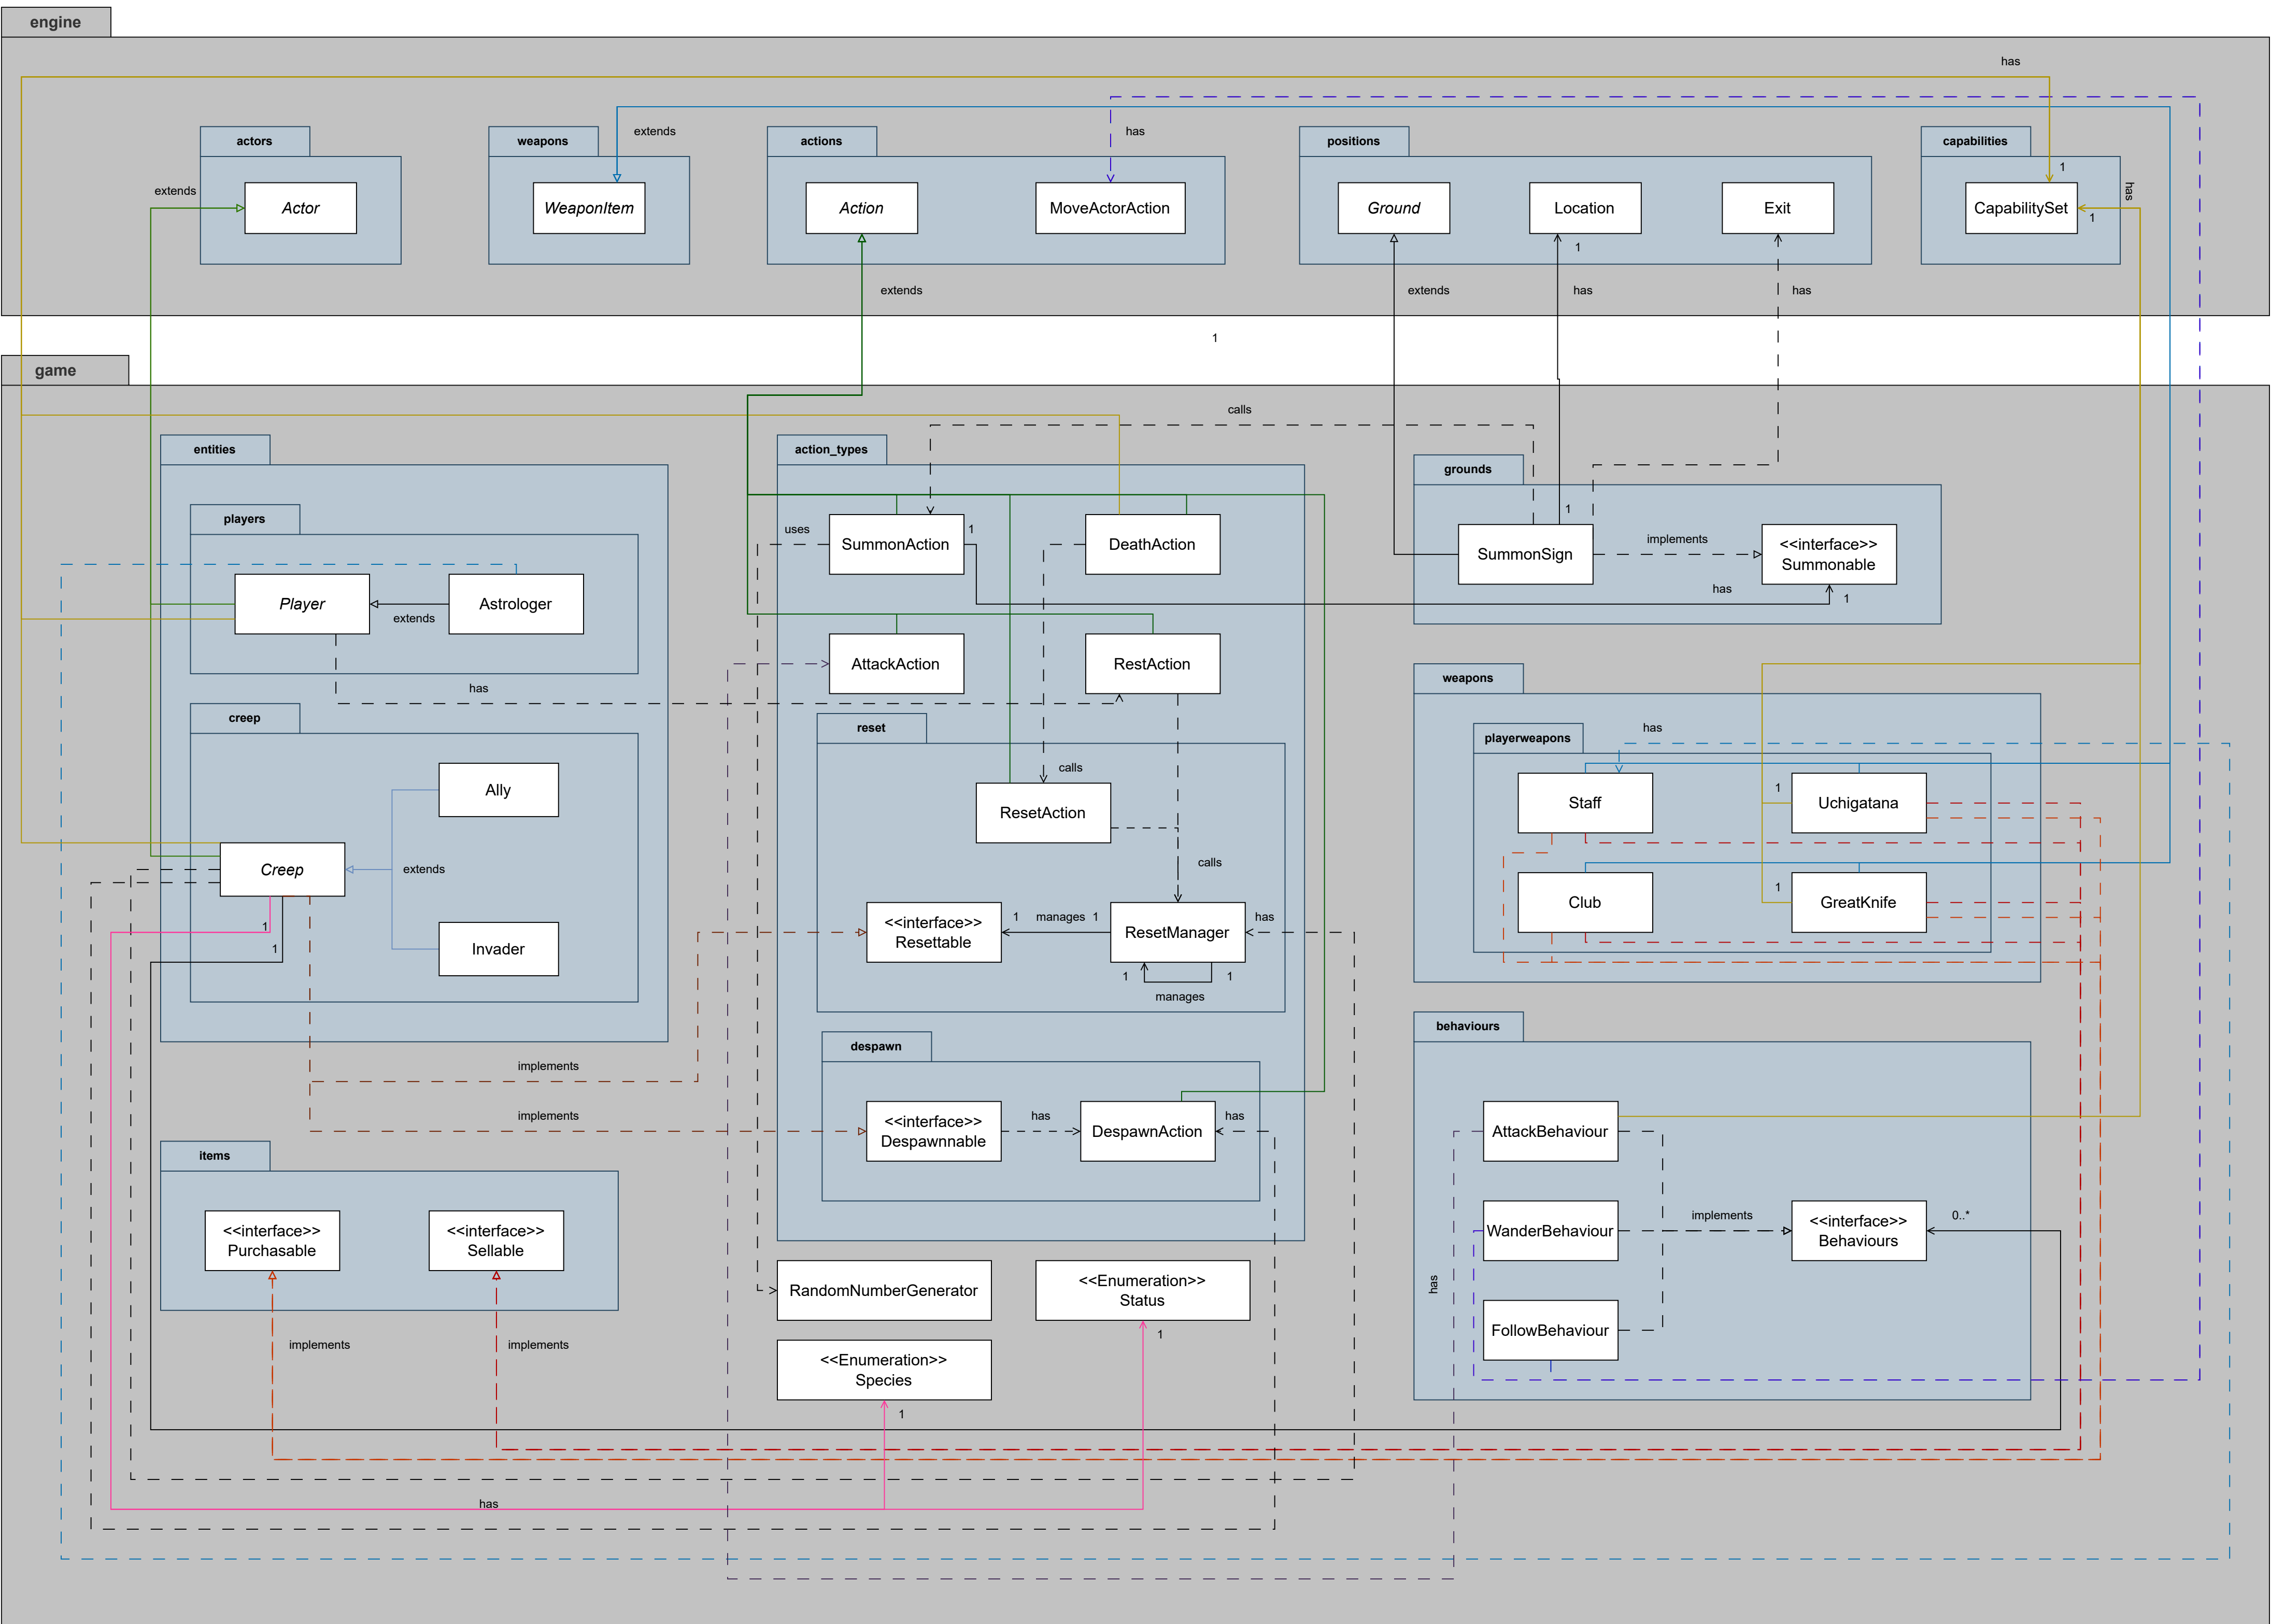 engine
has
actors
weapons
extends
actions
has
positions
capabilities
1
has
extends
Actor
WeaponItem
Action
MoveActorAction
Ground
Location
Exit
CapabilitySet
1
1
extends
extends
has
has
1
game
calls
entities
action_types
grounds
players
uses
SummonAction
1
DeathAction
1
SummonSign
implements
<<interface>>
Summonable
has
1
Player
extends
Astrologer
AttackAction
RestAction
has
weapons
creep
reset
playerweapons
has
calls
Ally
ResetAction
Staff
1
Uchigatana
Creep
extends
calls
Club
1
GreatKnife
1
1
Invader
<<interface>>
Resettable
1
manages
1
ResetManager
has
1
1
manages
behaviours
despawn
implements
implements
<<interface>>
Despawnnable
has
DespawnAction
has
AttackBehaviour
items
<<interface>>
Purchasable
<<interface>>
Sellable
WanderBehaviour
implements
<<interface>>
Behaviours
0..*
RandomNumberGenerator
<<Enumeration>>
Status
has
FollowBehaviour
implements
implements
1
<<Enumeration>>
Species
1
has